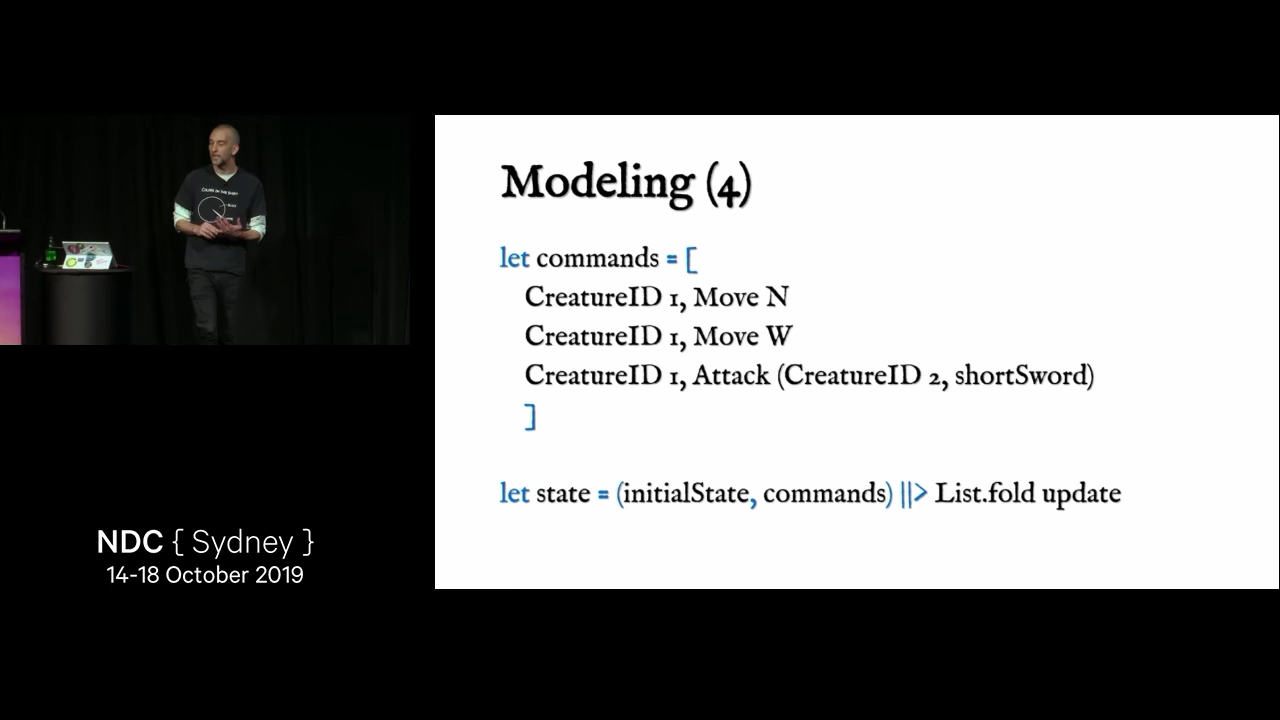 Modeling (4)
let commands = [
CreatureID 1, Move N
CreatureID 1, Move W
CreatureID 1, Attack (CreatureID 2, shortSword)
]
let state = (initialState, commands) ||> List.fold update
NDC { Sydney }
14-18 October 2019